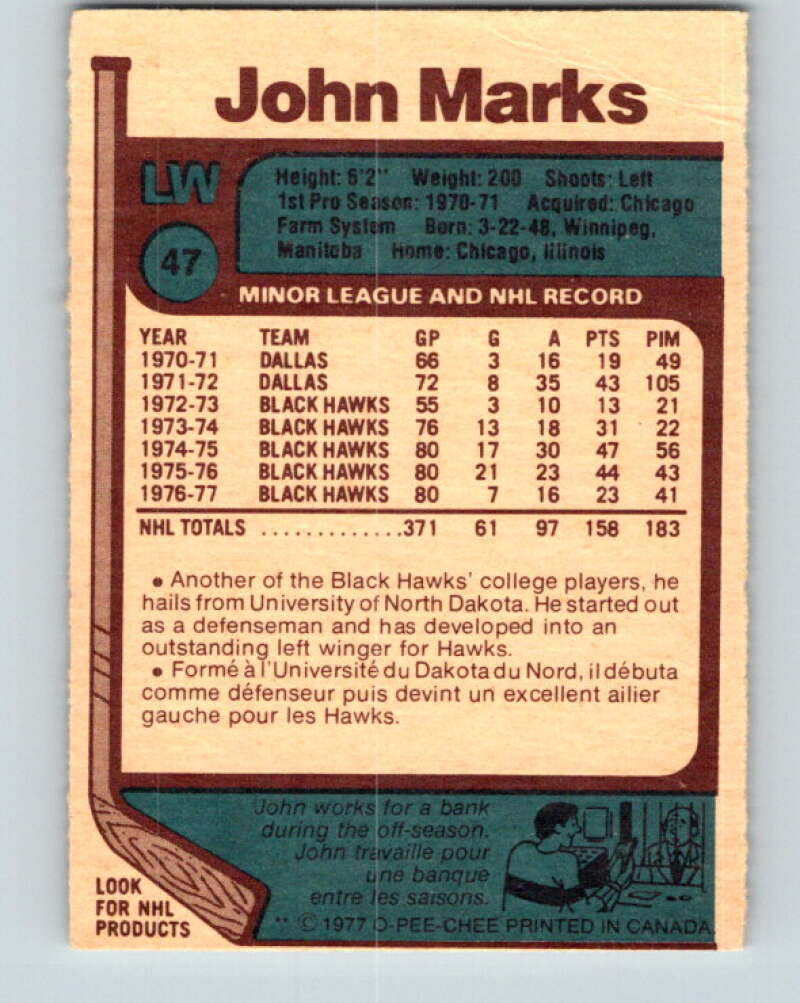 John Marks
LW
47
Height: 6'2" Weight: 200 Shoots: Left
1st Pro Season: 1970-71 Acquired: Chicago
Farm System Born: 3-22-48, Winnipeg,
Manitoba Home: Chicago, Illinois
MINOR LEAGUE AND NHL RECORD
YEAR TEAM GP G A PTS PIM
1970-71 DALLAS 66 3 16 19 49
1971-72 DALLAS 72 8 35 43 105
1972-73 BLACK HAWKS 55 3 10 13 21
1973-74 BLACK HAWKS 76 13 18 31 22
1974-75 BLACK HAWKS 80 17 30 47 56
1975-76 BLACK HAWKS 80 21 23 44 43
1976-77 BLACK HAWKS 80 7 16 23 41
NHL TOTALS .............371 61 97 158 183
• Another of the Black Hawks' college players, he
hails from University of North Dakota. He started out
as a defenseman and has developed into an
outstanding left winger for Hawks.
• Formé à l'Université du Dakota du Nord, il débuta
comme défenseur puis devint un excellent ailier
gauche pour les Hawks.
John works for a bank
during the off-season.
John travaille pour
une banque
entre les saisons.
LOOK
FOR NHL
PRODUCTS
** © 1977 O-PEE-CHEE PRINTED IN CANADA